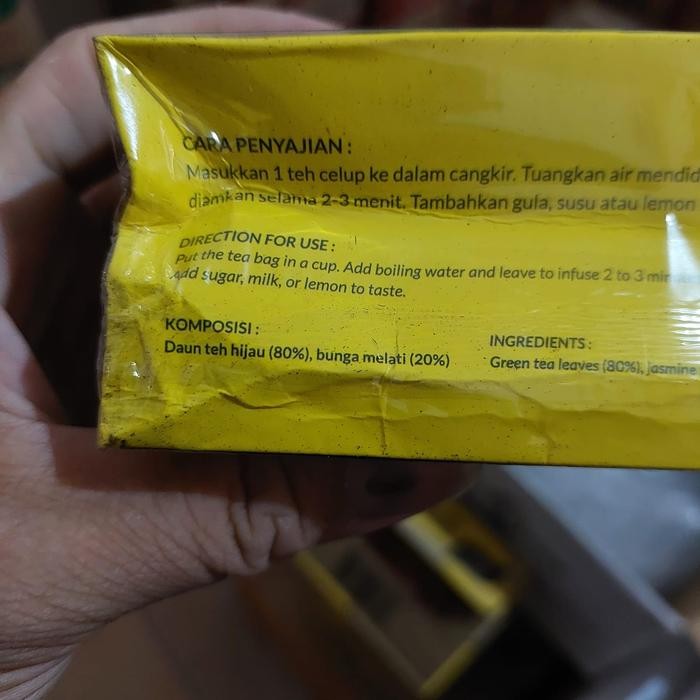 CARA PENYAJIAN :
Masukkan 1 teh celup ke dalam cangkir. Tuangkan air mendid
diamkan selama 2-3 menit. Tambahkan gula, susu atau lemon
DIRECTION FOR USE :
Put the tea bag in a cup. Add boiling water and leave to infuse 2 to 3 min
Add sugar, milk, or lemon to taste.
KOMPOSISI :
Daun teh hijau (80%), bunga melati (20%)
INGREDIENTS :
Green tea leaves (80%), jasmine